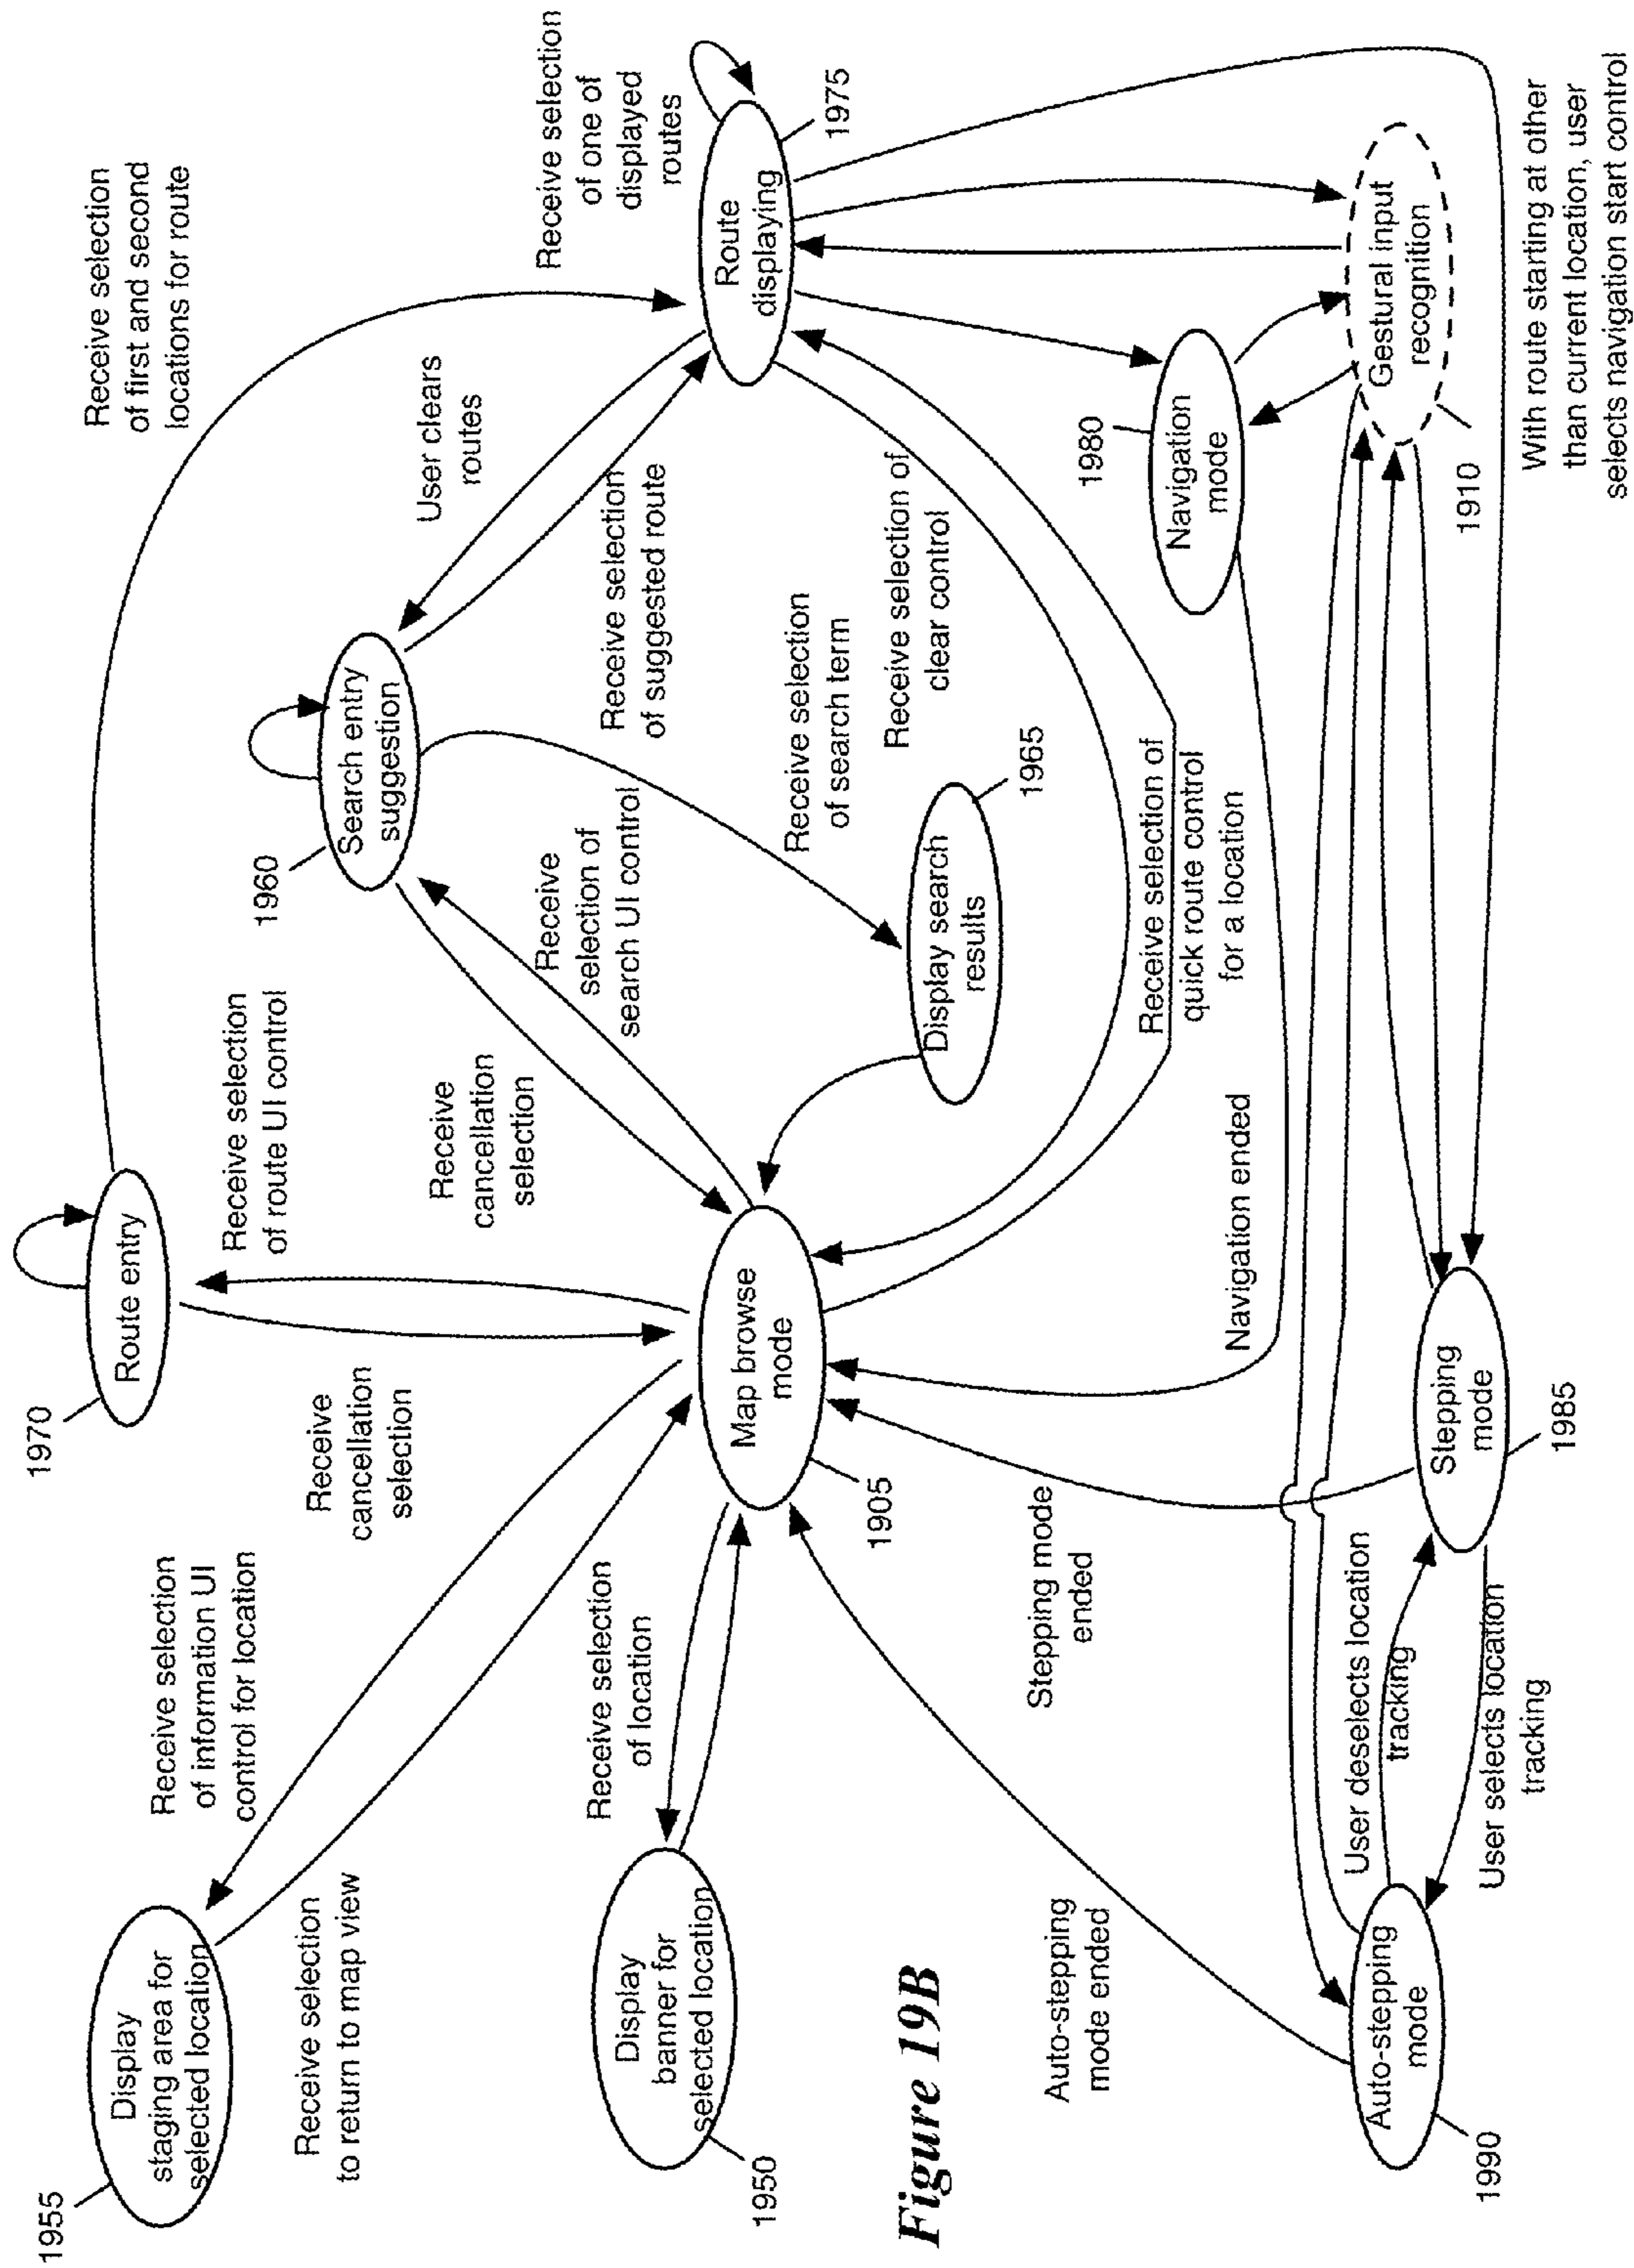 1955
Display
staging area for
selected location
Receive selection
to return to map view
Receive selection
of information UI
control for location
1970
Route entry
Receive
cancellation
selection
Receive selection
of route UI control
Receive selection
of first and second
locations for route
1960
Search entry
suggestion
Receive
cancellation
selection
Receive
selection of
search UI control
User clears
routes
Receive selection
of suggested route
Receive selection
of one of
displayed
routes
Route
displaying
1975
1950
Display
banner for
selected location
Receive selection
of location
Map browse
mode
1905
Display search
results
1965
Receive selection
of search term
Receive selection of
clear control
Receive selection of
quick route control
for a location
Figure 19B
Auto-stepping
mode ended
Stepping mode
ended
Navigation ended
1980
Navigation
mode
Gestural input
recognition
1910
1990
Auto-stepping
mode
User deselects location
tracking
User selects location
tracking
Stepping
mode
1985
With route starting at other
than current location, user
selects navigation start control